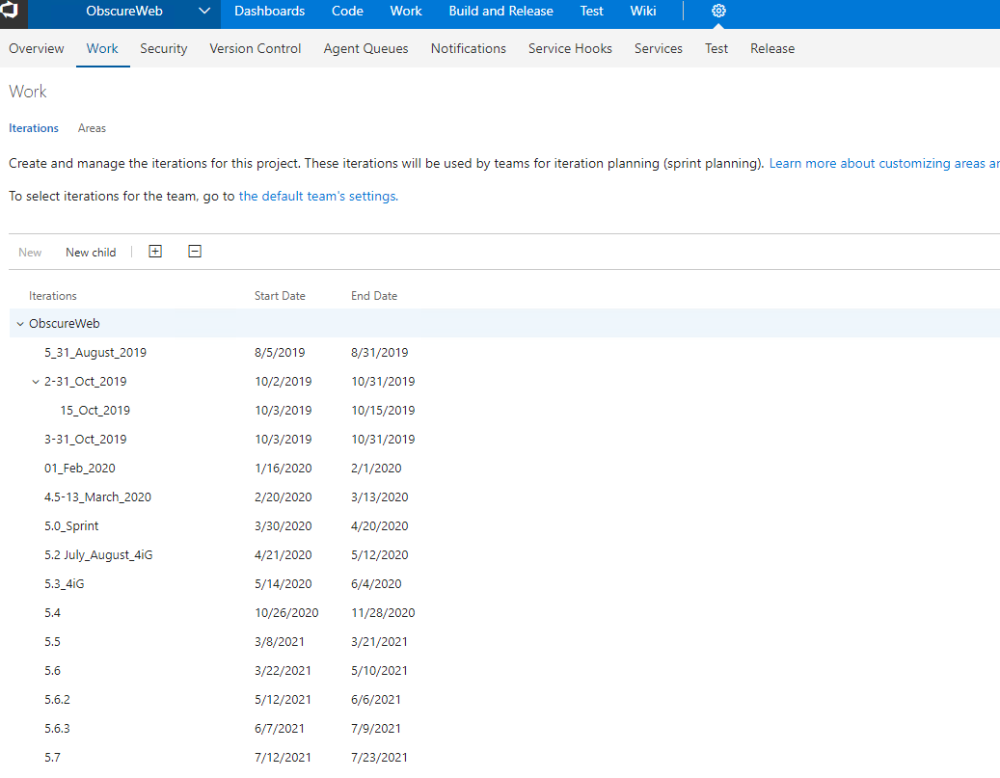 ObscureWeb Dashboards Code Work Build and Release Test Wiki
Overview Work Security Version Control Agent Queues Notifications Service Hooks Services Test Release
Work
Iterations Areas
Create and manage the iterations for this project. These iterations will be used by teams for iteration planning (sprint planning). Learn more about customizing areas ar
To select iterations for the team, go to the default team's settings.
New New child
Iterations Start Date End Date
ObscureWeb
5_31_August_2019 8/5/2019 8/31/2019
2-31_Oct_2019 10/2/2019 10/31/2019
15_Oct_2019 10/3/2019 10/15/2019
3-31_Oct_2019 10/3/2019 10/31/2019
01_Feb_2020 1/16/2020 2/1/2020
4.5-13_March_2020 2/20/2020 3/13/2020
5.0_Sprint 3/30/2020 4/20/2020
5.2 July_August_4iG 4/21/2020 5/12/2020
5.3_4iG 5/14/2020 6/4/2020
5.4 10/26/2020 11/28/2020
5.5 3/8/2021 3/21/2021
5.6 3/22/2021 5/10/2021
5.6.2 5/12/2021 6/6/2021
5.6.3 6/7/2021 7/9/2021
5.7 7/12/2021 7/23/2021